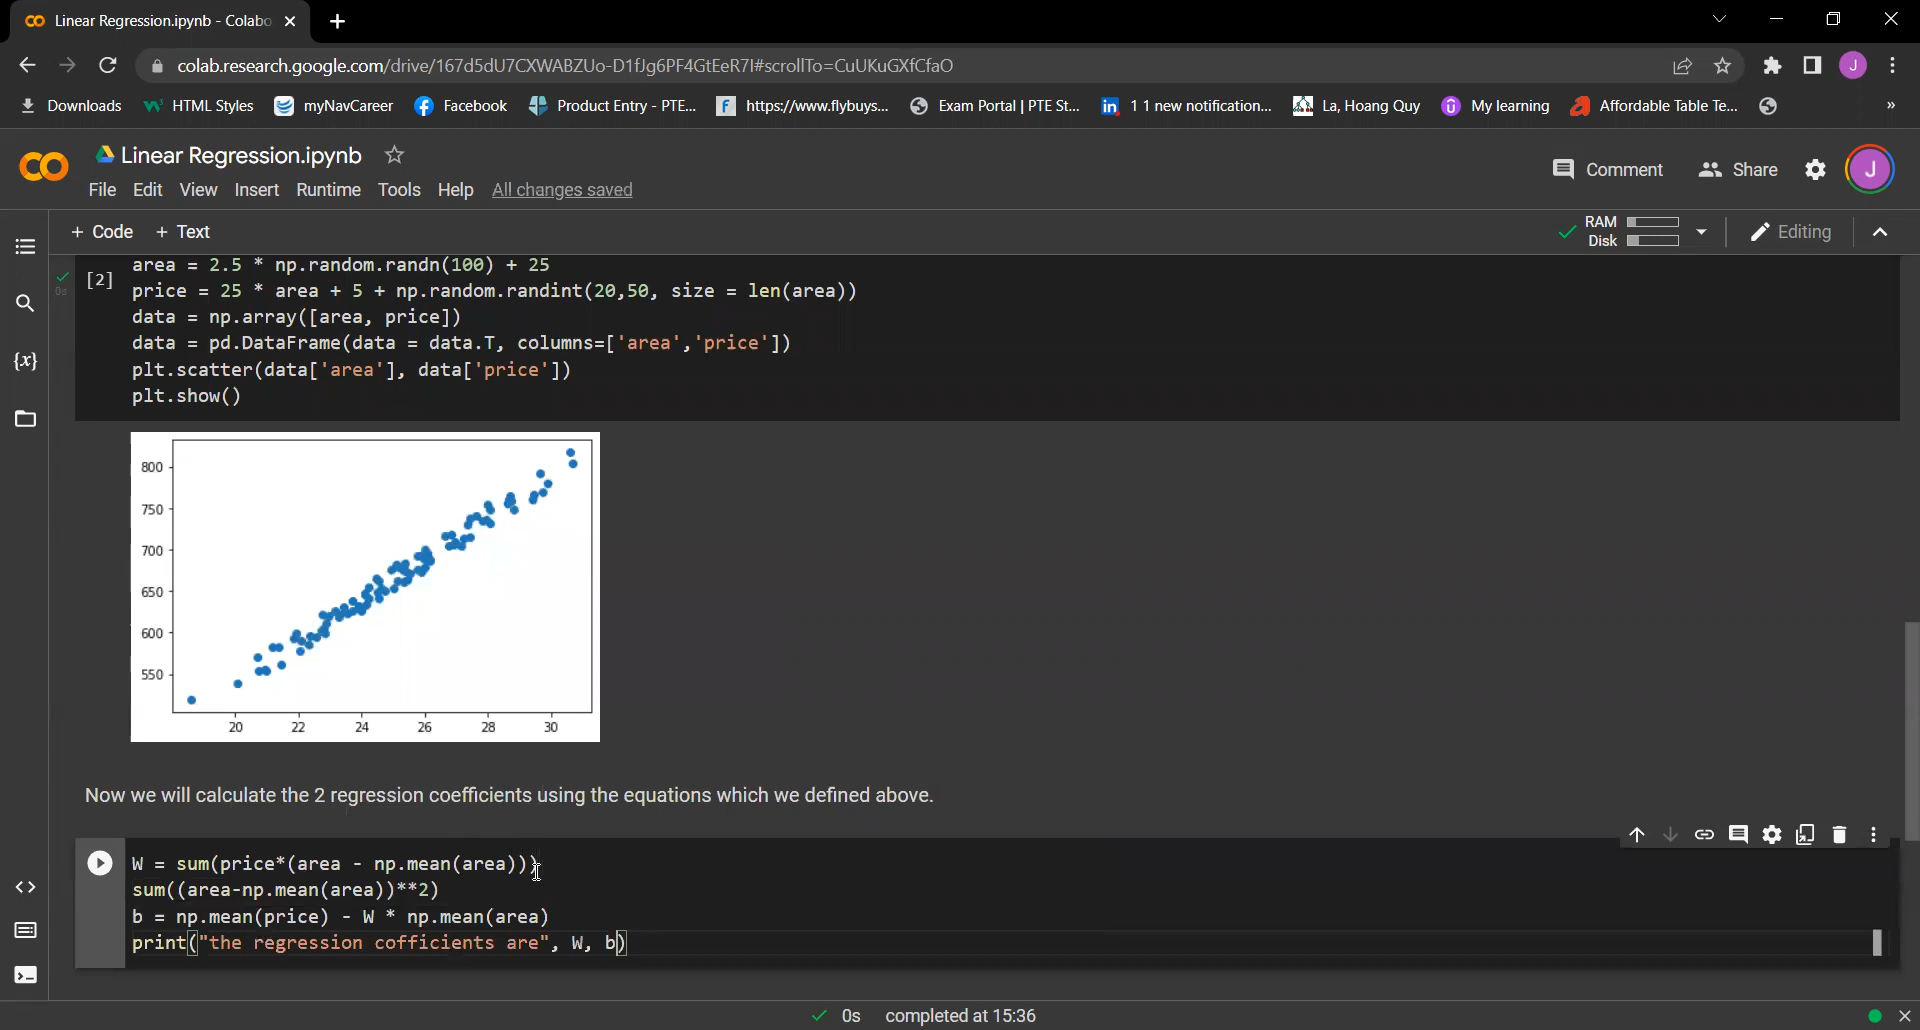 Linear Regression.ipynb - Colabo
colab.research.google.com/drive/167d5dU7CXWABZUo-D1fJg6PF4GtEeR7I#scrollTo=CuUKuGXfCfaO
J
Downloads
HTML Styles
myNavCareer
Facebook
Product Entry - PTE...
https://www.flybuys...
Exam Portal | PTE St...
1 1 new notification...
La, Hoang Quy
My learning
Affordable Table Te...
»
Linear Regression.ipynb
Comment
Share
J
File Edit View Insert Runtime Tools Help All changes saved
+ Code + Text
RAM
Disk
Editing
[2]
0s
area = 2.5 * np.random.randn(100) + 25
price = 25 * area + 5 + np.random.randint(20,50, size = len(area))
data = np.array([area, price])
data = pd.DataFrame(data = data.T, columns=['area','price'])
plt.scatter(data['area'], data['price'])
plt.show()
800
750
700
650
600
550
20 22 24 26 28 30
Now we will calculate the 2 regression coefficients using the equations which we defined above.
W = sum(price*(area - np.mean(area)))
sum((area-np.mean(area))**2)
b = np.mean(price) - W * np.mean(area)
print("the regression cofficients are", W, b)
0s completed at 15:36